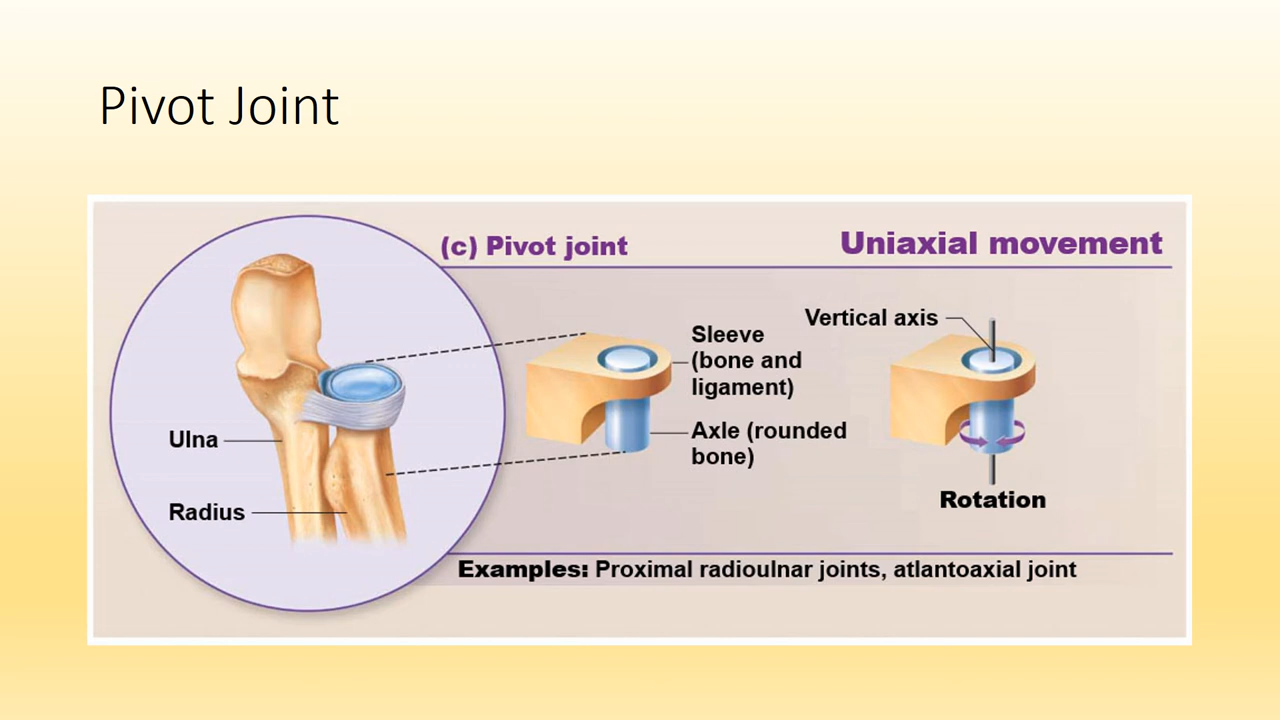 Pivot Joint
(c) Pivot joint
Uniaxial movement
Vertical axis
Sleeve
(bone and
ligament)
Axle (rounded
bone)
Ulna
Radius
Rotation
Examples: Proximal radioulnar joints, atlantoaxial joint